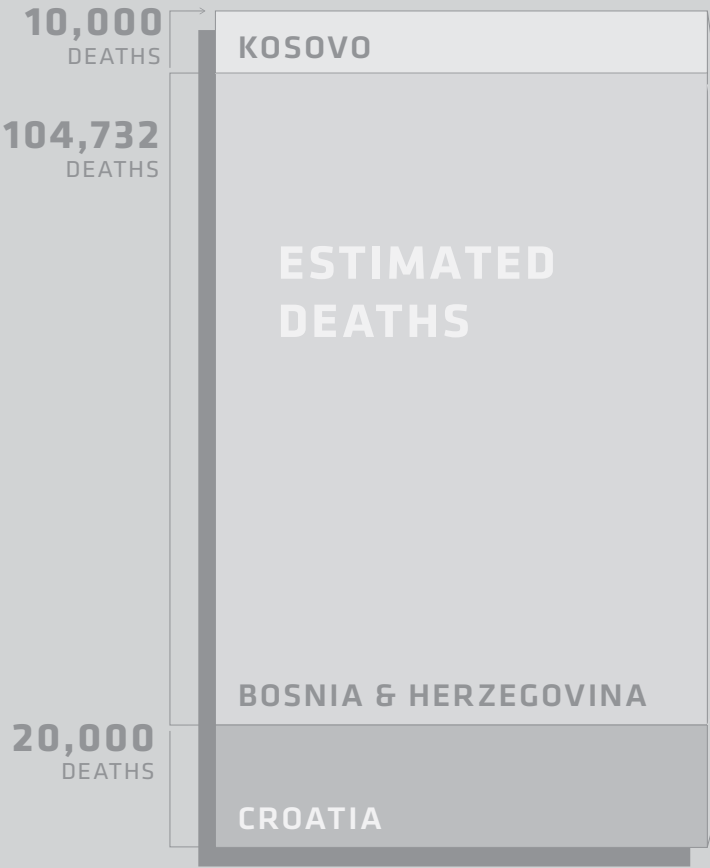 10,000
DEATHS
KOSOVO
104,732
DEATHS
ESTIMATED
DEATHS
BOSNIA & HERZEGOVINA
20,000
DEATHS
CROATIA